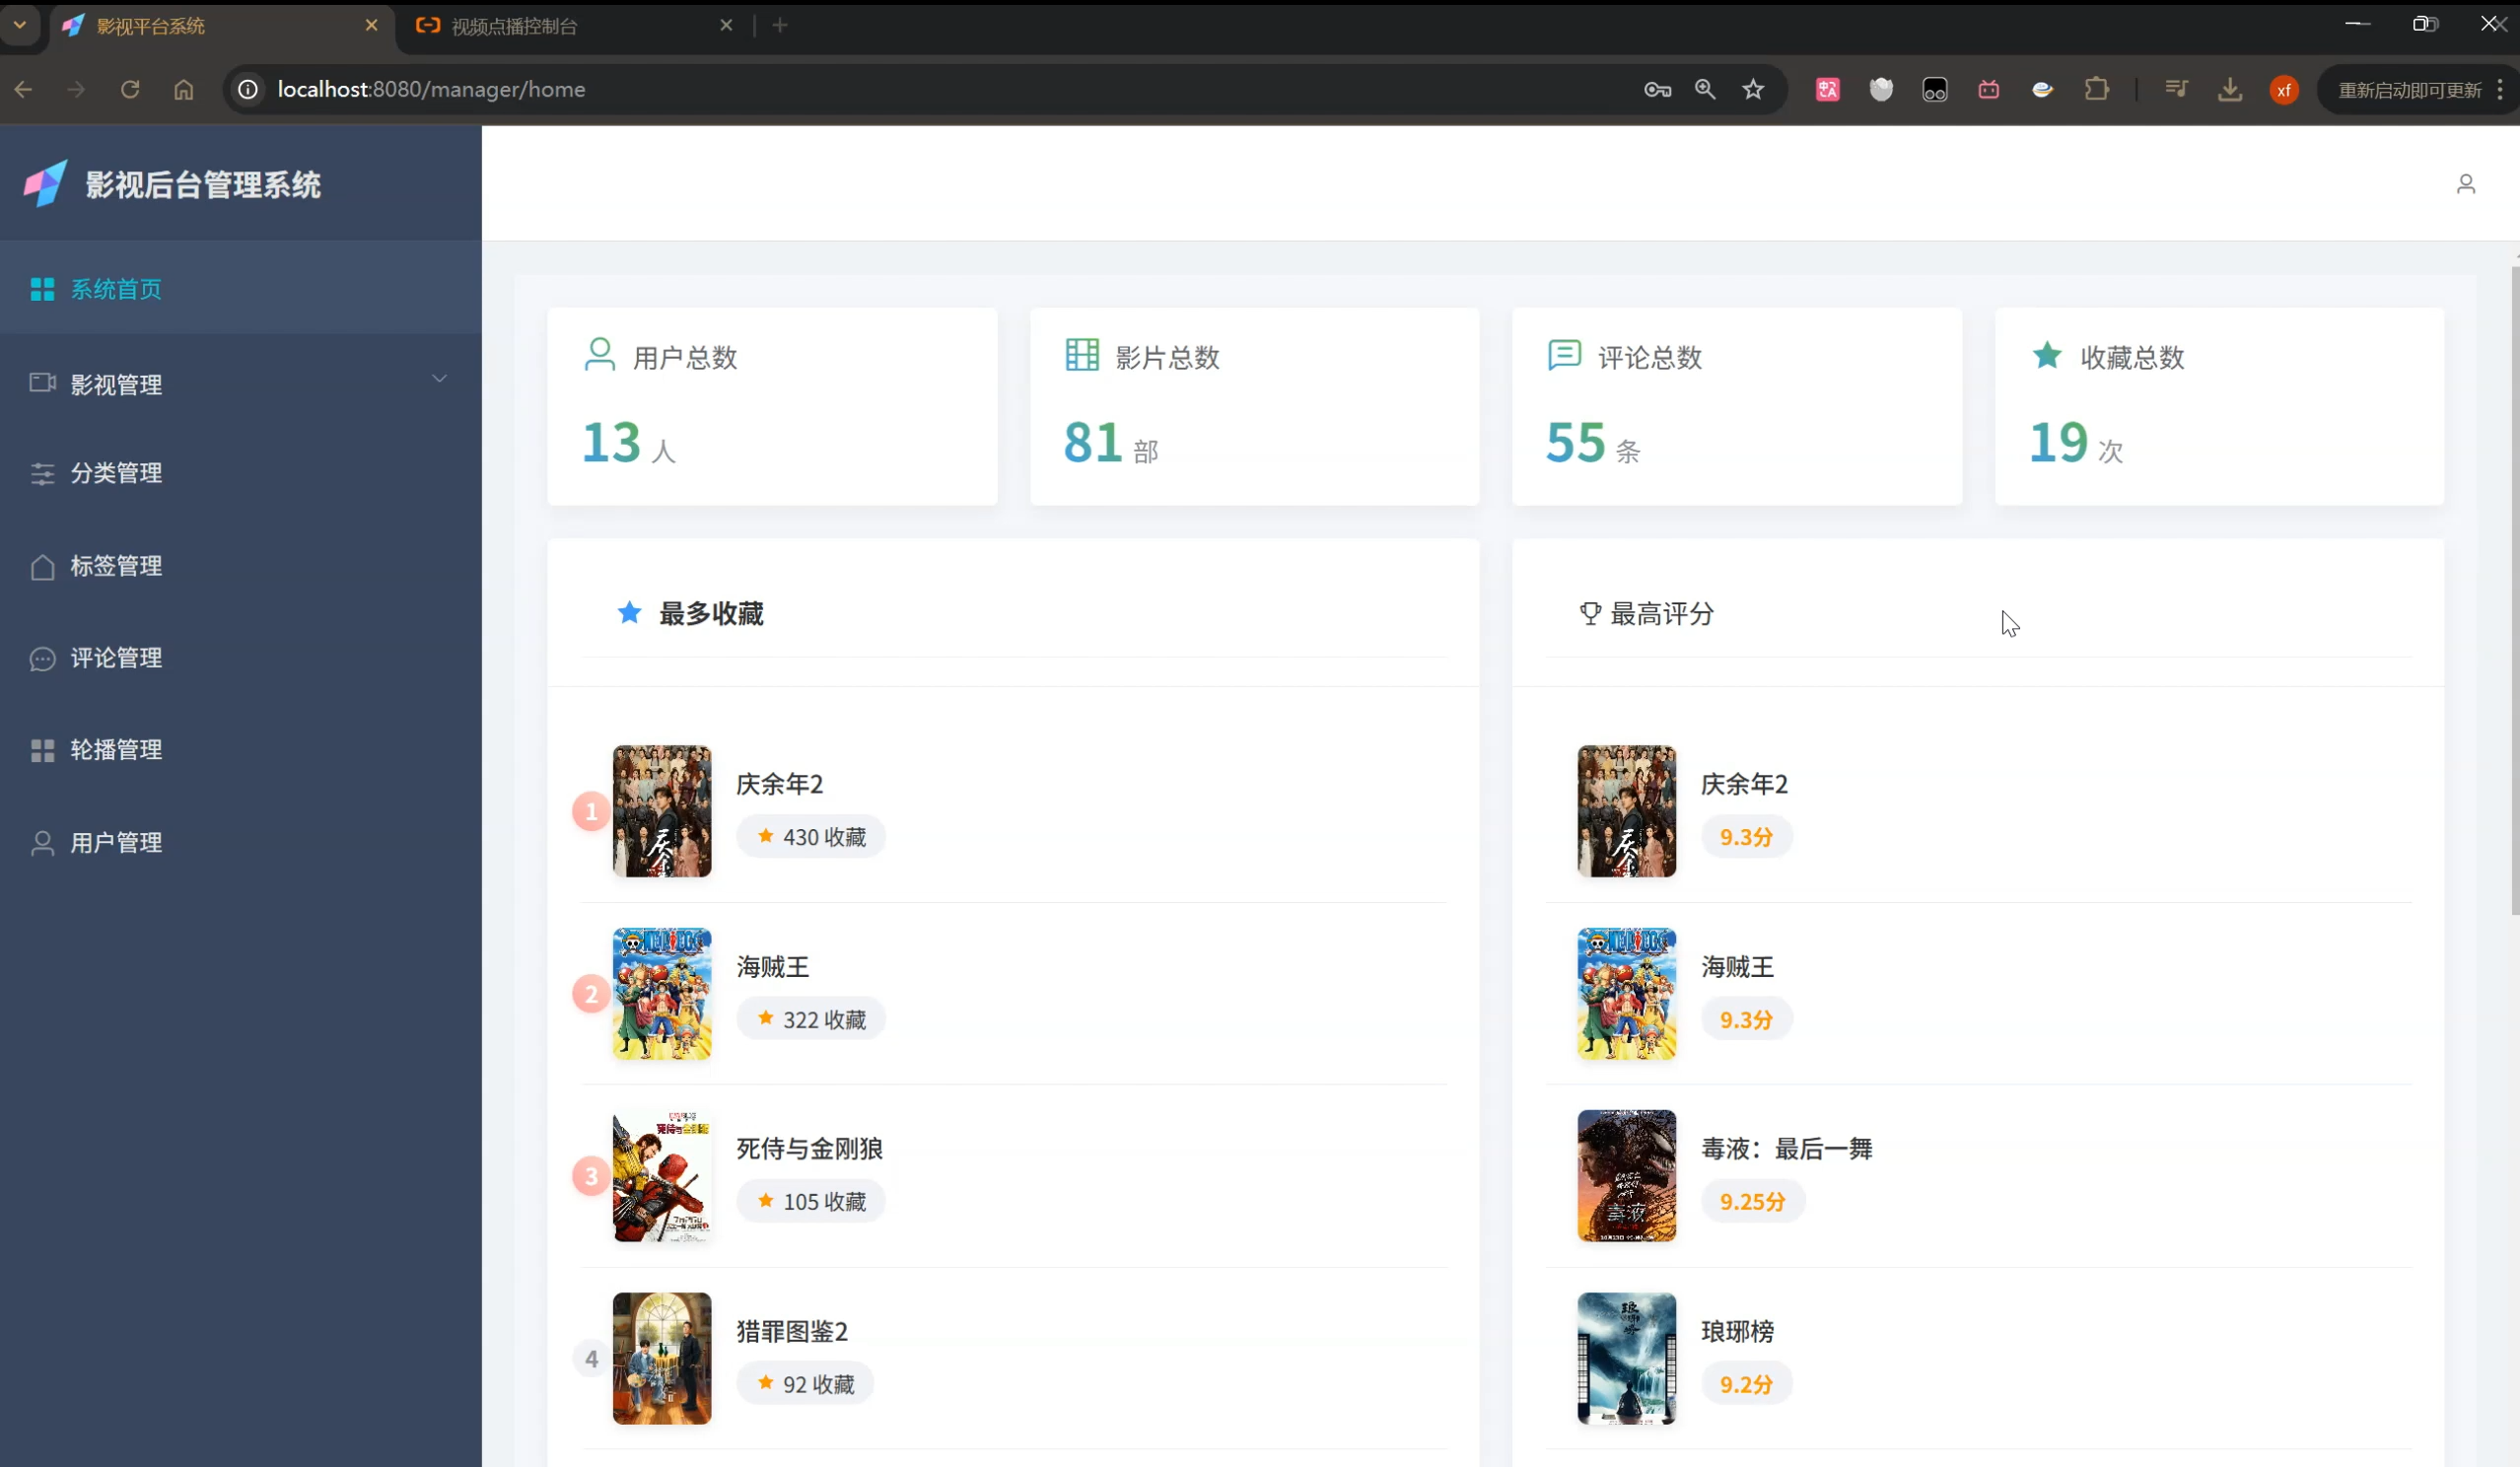 影视平台系统
视频点播控制台
localhost:8080/manager/home
xf
重新启动即可更新
影视后台管理系统
系统首页
影视管理
分类管理
标签管理
评论管理
轮播管理
用户管理
用户总数
13 人
影片总数
81 部
评论总数
55 条
收藏总数
19 次
最多收藏
1
庆余年2
430 收藏
2
海贼王
322 收藏
3
死侍与金刚狼
105 收藏
4
猎罪图鉴2
92 收藏
最高评分
庆余年2
9.3分
海贼王
9.3分
毒液：最后一舞
9.25分
毒液
琅琊榜
9.2分